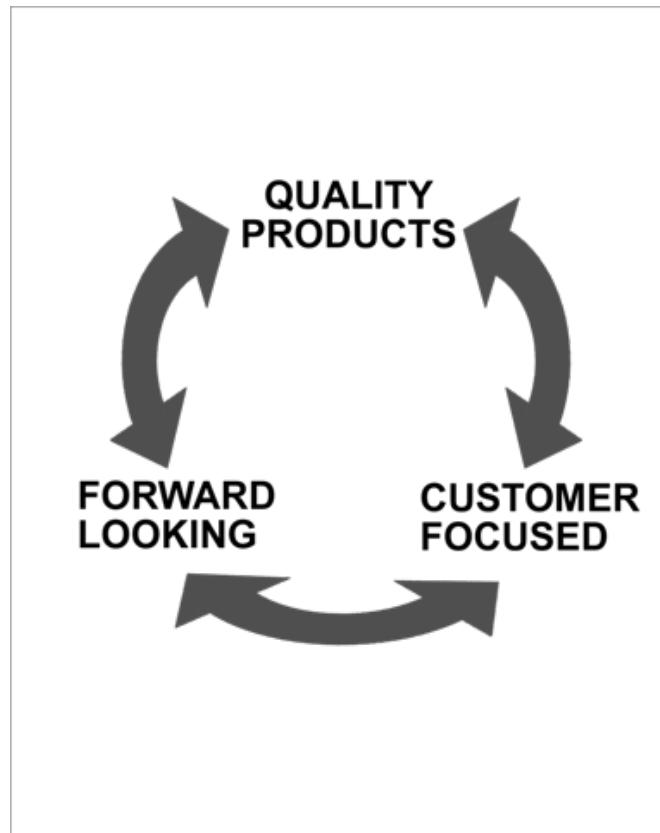 QUALITY
PRODUCTS
FORWARD
LOOKING
CUSTOMER
FOCUSED